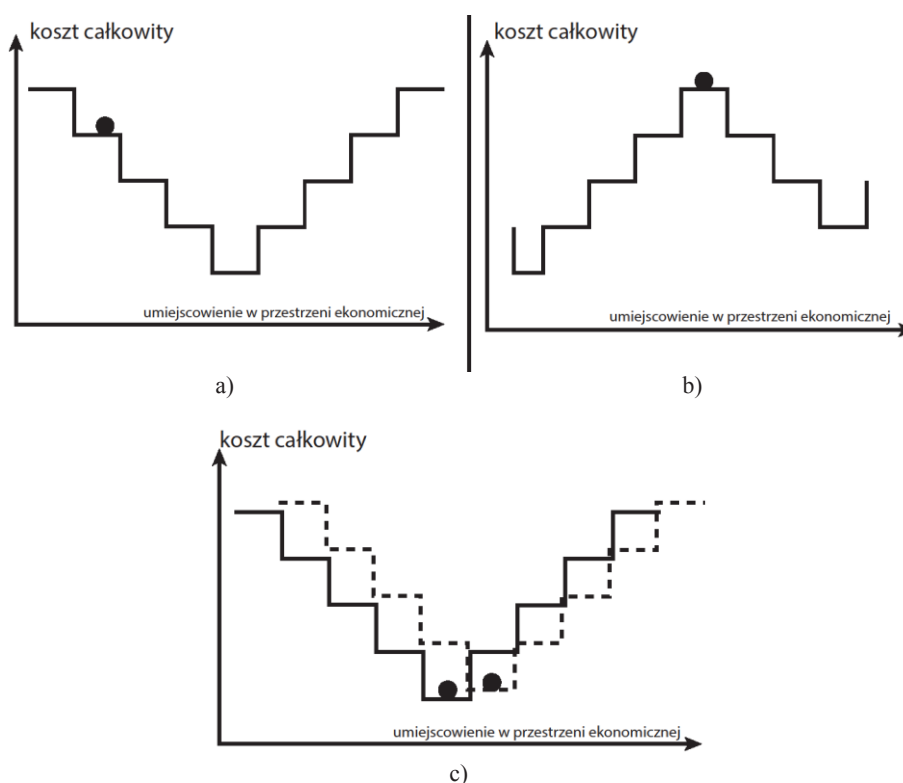 koszt całkowity
umiejscowienie w przestrzeni ekonomicznej
a)
koszt całkowity
umiejscowienie w przestrzeni ekonomicznej
b)
koszt całkowity
umiejscowienie w przestrzeni ekonomicznej
c)